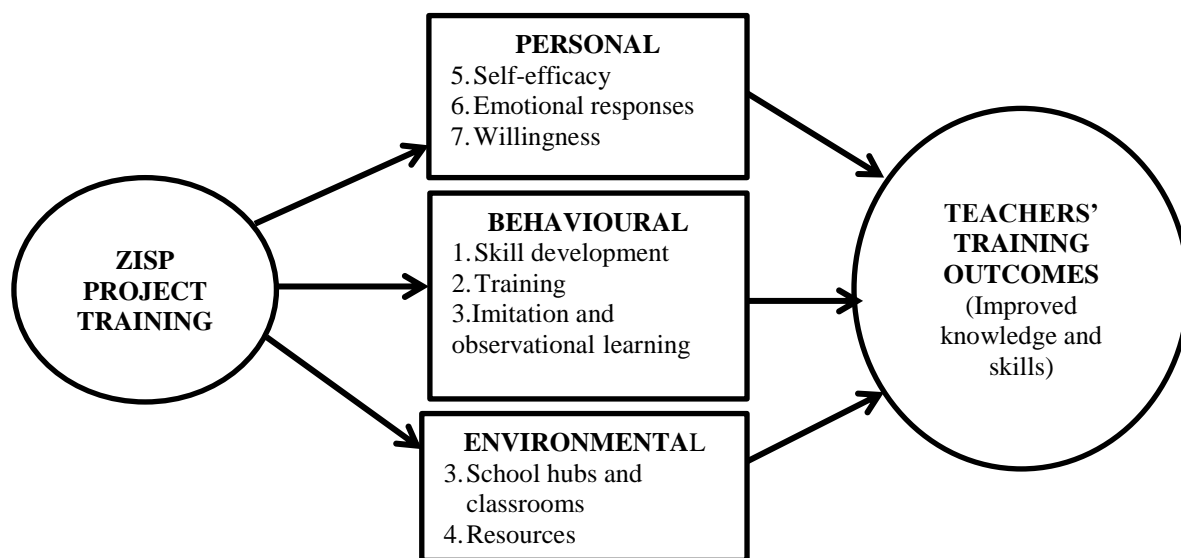 ZISP
PROJECT
TRAINING
PERSONAL
5. Self-efficacy
6. Emotional responses
7. Willingness
BEHAVIOURAL
1. Skill development
2. Training
3. Imitation and
observational learning
ENVIRONMENTAL
3. School hubs and
classrooms
4. Resources
TEACHERS’
TRAINING
OUTCOMES
(Improved
knowledge and
skills)